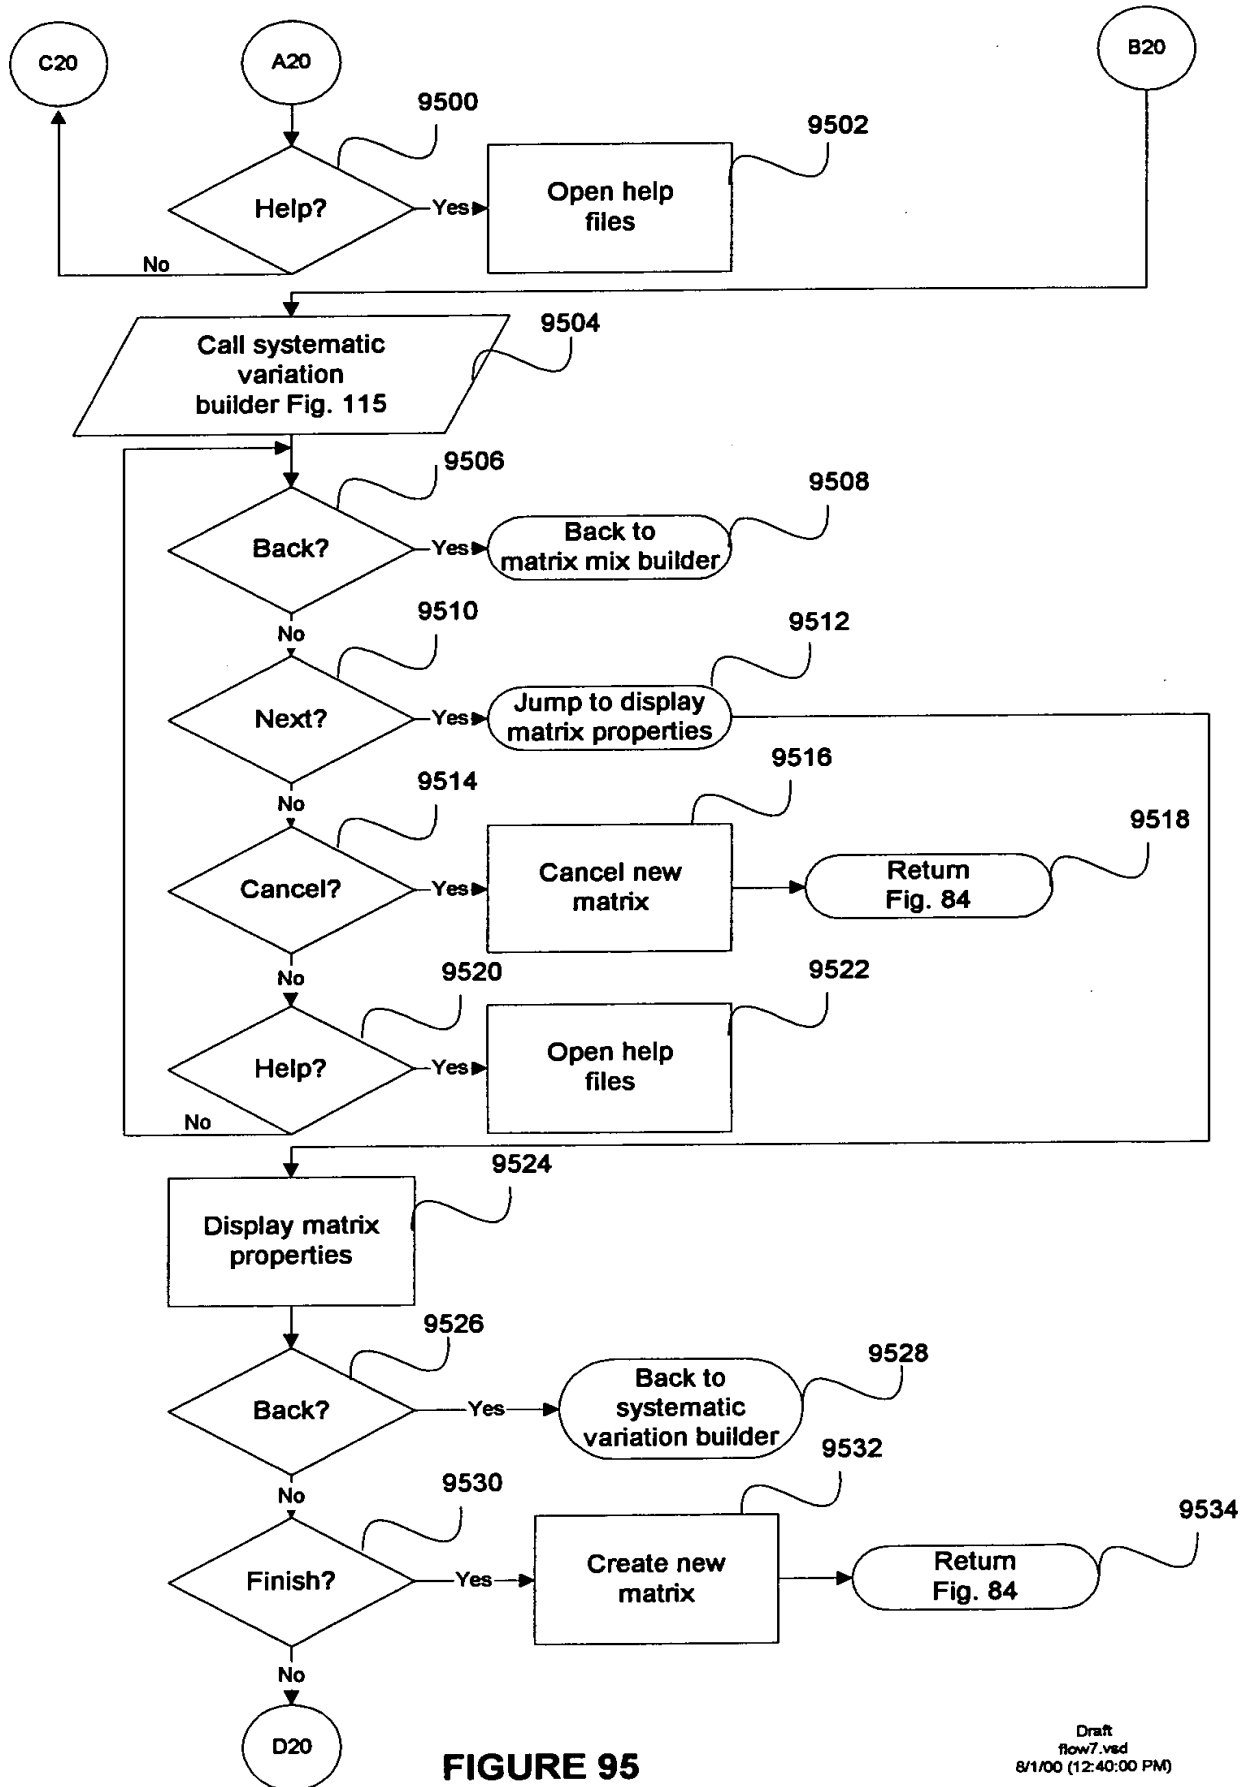 C20
A20
B20
9500
9502
Help?
Yes
Open help
files
No
9504
Call systematic
variation
builder Fig. 115
9506
9508
Back?
Yes
Back to
matrix mix builder
No
9510
9512
Next?
Yes
Jump to display
matrix properties
No
9514
9516
9518
Cancel?
Yes
Cancel new
matrix
Return
Fig. 84
No
9520
9522
Help?
Yes
Open help
files
No
9524
Display matrix
properties
9526
9528
Back?
Yes
Back to
systematic
variation builder
No
9530
9532
9534
Finish?
Yes
Create new
matrix
Return
Fig. 84
No
D20
FIGURE 95
Draft
flow7.vsd
8/1/00 (12:40:00 PM)